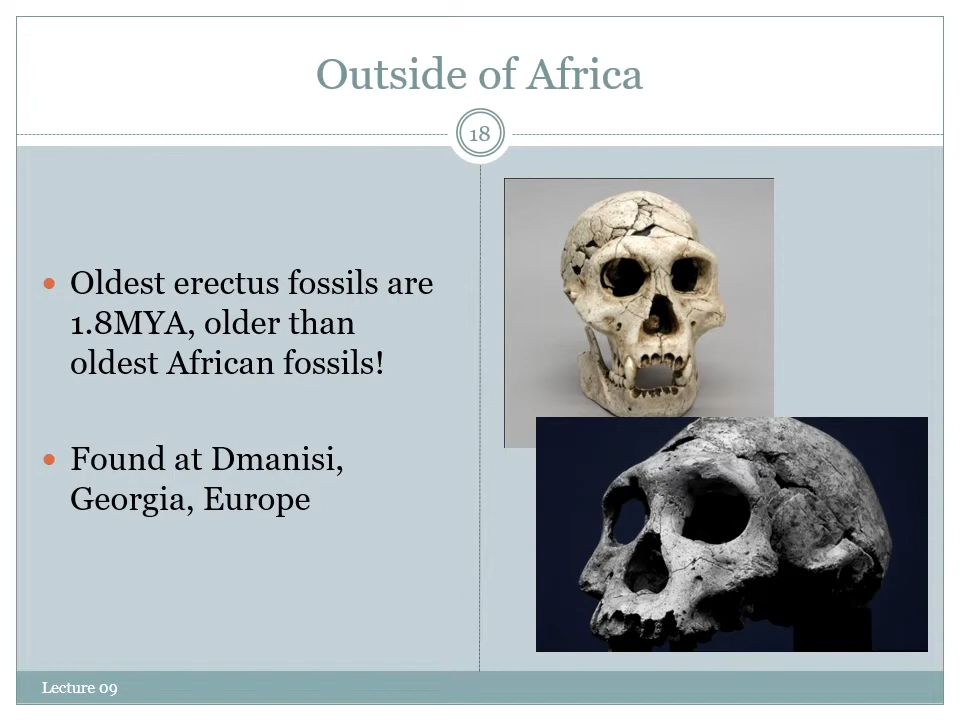 Outside of Africa
18
Oldest erectus fossils are
1.8MYA, older than
oldest African fossils!
Found at Dmanisi,
Georgia, Europe
Lecture 09